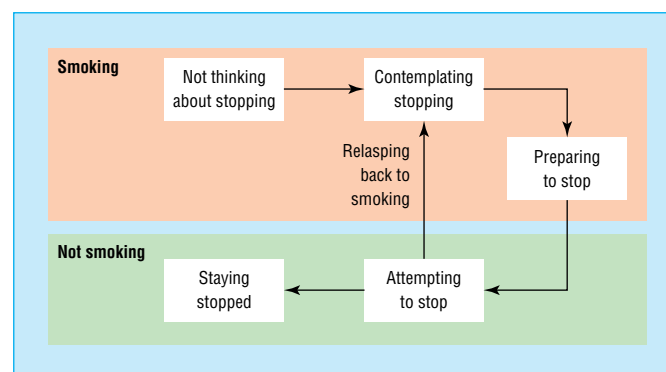 Smoking
Not thinking
about stopping
Contemplating
stopping
Relasping
back to
smoking
Preparing
to stop
Not smoking
Staying
stopped
Attempting
to stop